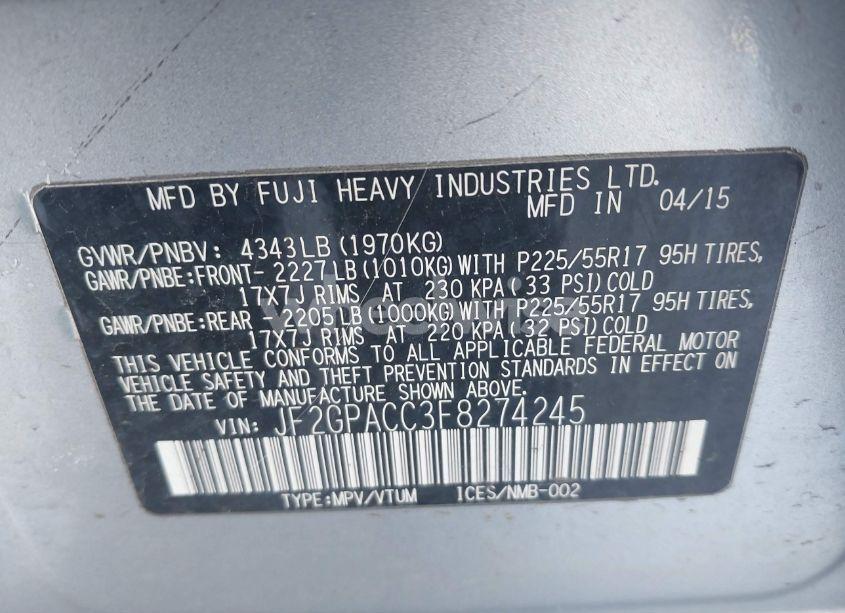 MFD BY FUJI HEAVY INDUSTRIES LTD.
MFD IN 04/15
GVWR/PNBV: 4343LB (1970KG)
GAWR/PNBE:FRONT- 2227LB (1010KG) WITH P225/55R17 95H TIRES,
17X7J RIMS AT 230 KPA (33 PSI) COLD
GAWR/PNBE:REAR -2205LB (1000KG) WITH P225/55R17 95H TIRES,
17X7J RIMS AT 220 KPA (32 PSI) COLD
THIS VEHICLE CONFORMS TO ALL APPLICABLE FEDERAL MOTOR
VEHICLE SAFETY AND THEFT PREVENTION STANDARDS IN EFFECT ON
THE DATE OF MANUFACTURE SHOWN ABOVE.
VIN: JF2GPACC3F8274245
TYPE:MPV/VTUM ICES/NMB-002